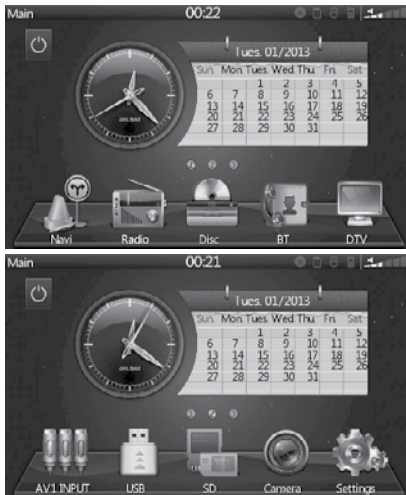 Main 00:22
Tues. 01/2013
Sun. Mon. Tues. Wed. Thu. Fri. Sat.
1 2 3 4 5
6 7 8 9 10 11 12
13 14 15 16 17 18 19
20 21 22 23 24 25 26
27 28 29 30 31
Navi Radio Disc BT DTV
Main 00:21
Tues. 01/2013
Sun. Mon. Tues. Wed. Thu. Fri. Sat.
1 2 3 4 5
6 7 8 9 10 11 12
13 14 15 16 17 18 19
20 21 22 23 24 25 26
27 28 29 30 31
AV1 INPUT USB SD Camera Settings